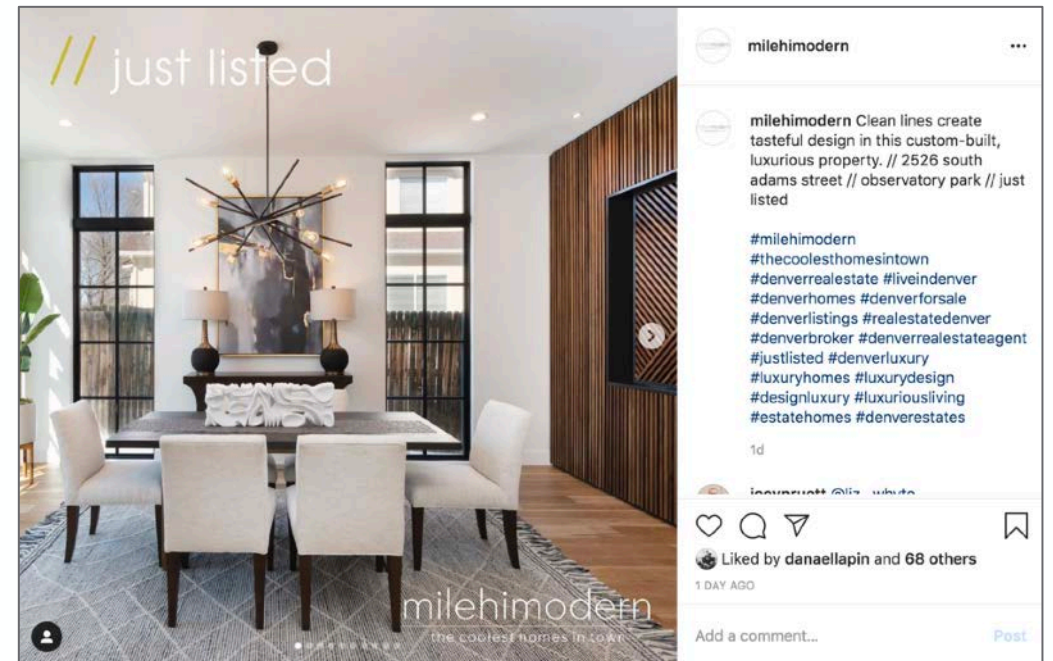 // just listed
milehimodern
the coolest homes in town
milehimodern
milehimodern Clean lines create
tasteful design in this custom-built,
luxurious property. // 2526 south
adams street // observatory park // just
listed
#milehimodern
#thecoolesthomesintown
#denverrealestate #liveindenver
#denverhomes #denverforsale
#denverlistings #realestatedenver
#denverbroker #denverrealestateagent
#justlisted #denverluxury
#luxuryhomes #luxurydesign
#designluxury #luxuriousliving
#estatehomes #denverestates
1d
Liked by danaellapin and 68 others
1 DAY AGO
Add a comment...
Post